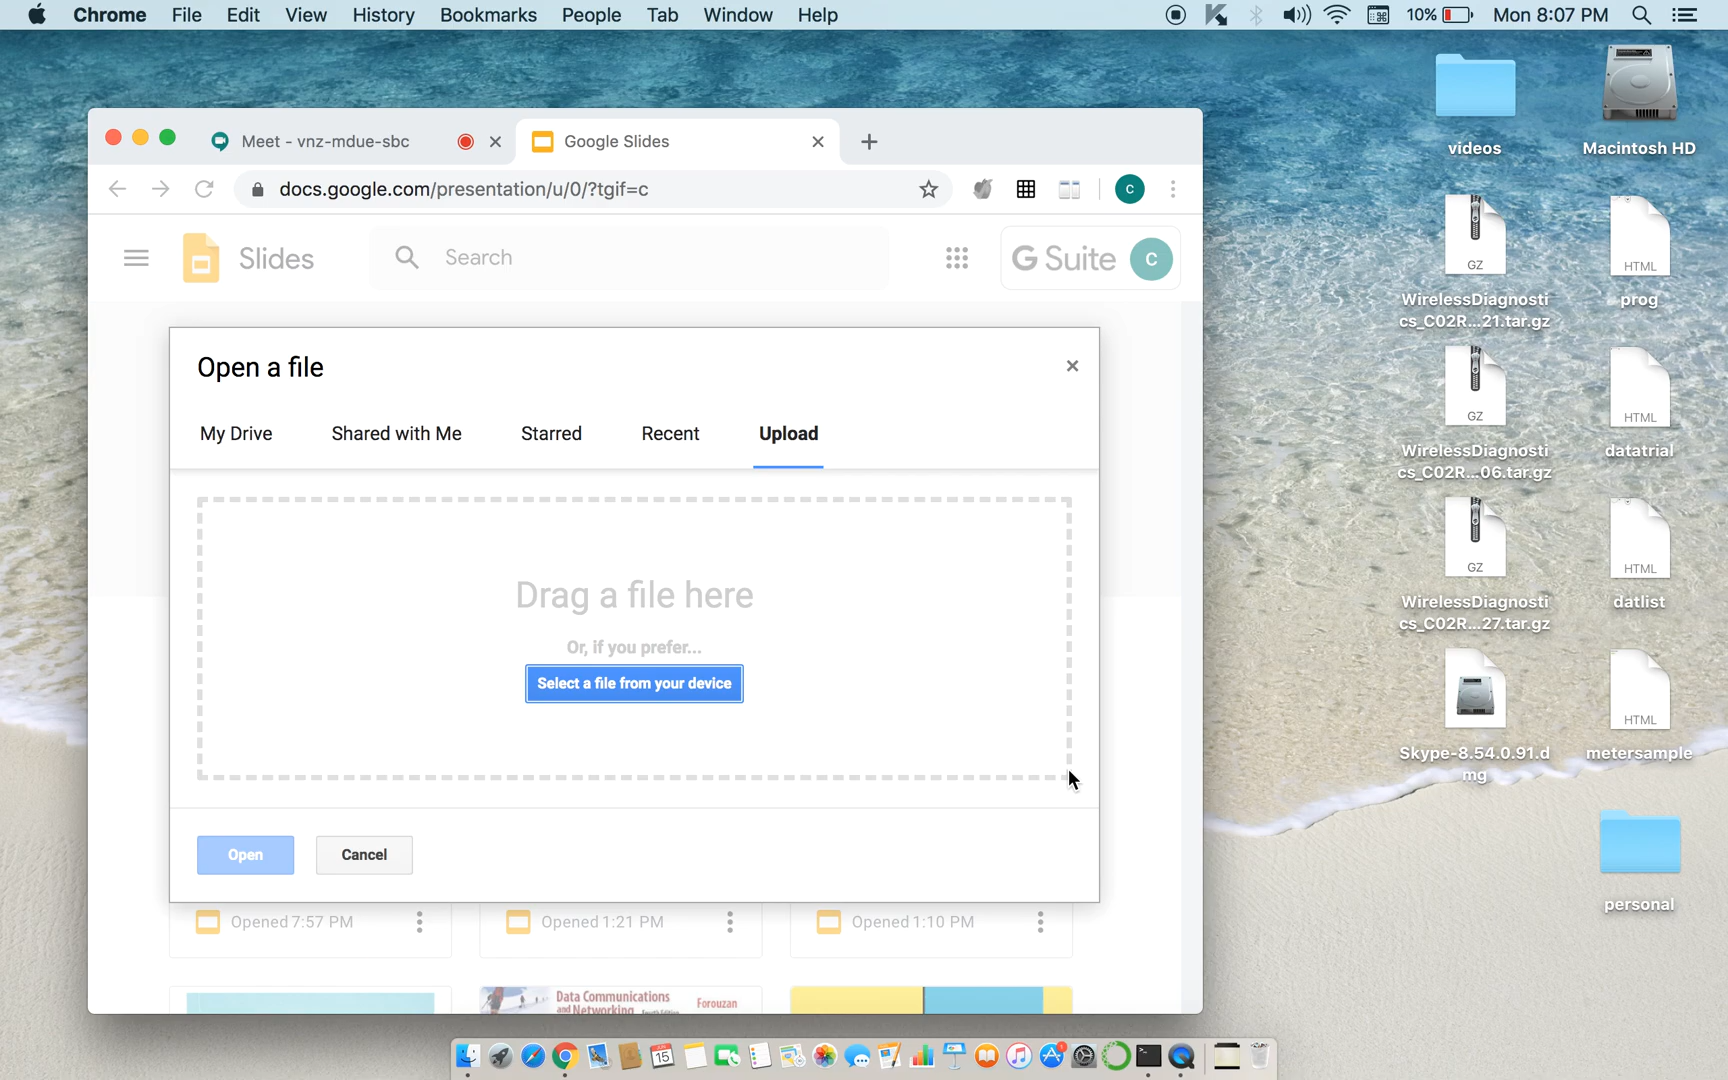 Chrome File Edit View History Bookmarks People Tab Window Help
10% Mon 8:07 PM
Meet - vnz-mdue-sbc
Google Slides
docs.google.com/presentation/u/0/?tgif=c
C
Slides
Search
G Suite
C
Open a file
My Drive Shared with Me Starred Recent Upload
Drag a file here
Or, if you prefer...
Select a file from your device
Open Cancel
Opened 7:57 PM
Opened 1:21 PM
Opened 1:10 PM
Data Communications
and Networking
Forouzan
videos
Macintosh HD
GZ
WirelessDiagnosti
cs_C02R...21.tar.gz
HTML
prog
GZ
WirelessDiagnosti
cs_C02R...06.tar.gz
HTML
datatrial
GZ
WirelessDiagnosti
cs_C02R...27.tar.gz
HTML
datlist
Skype-8.54.0.91.d
mg
HTML
metersample
personal
15